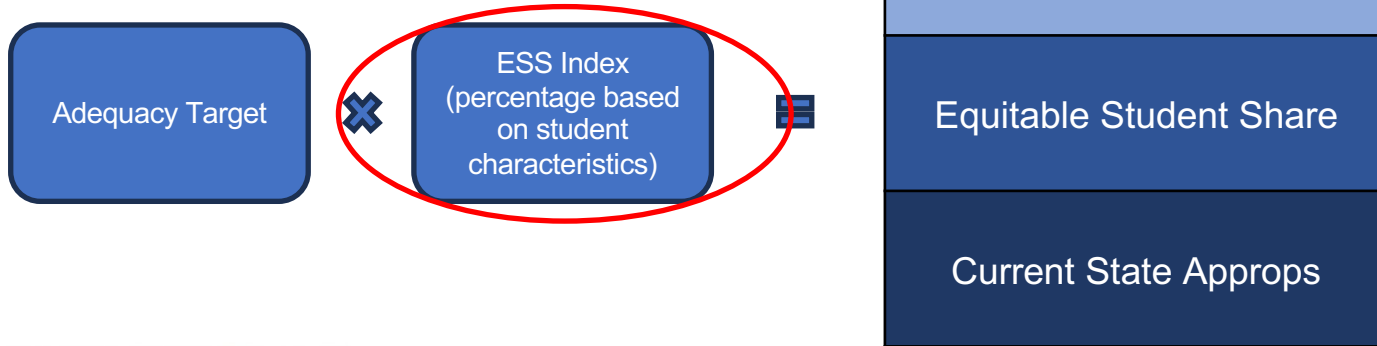 Adequacy Target
ESS Index
(percentage based
on student
characteristics)
Equitable Student Share
Current State Approps